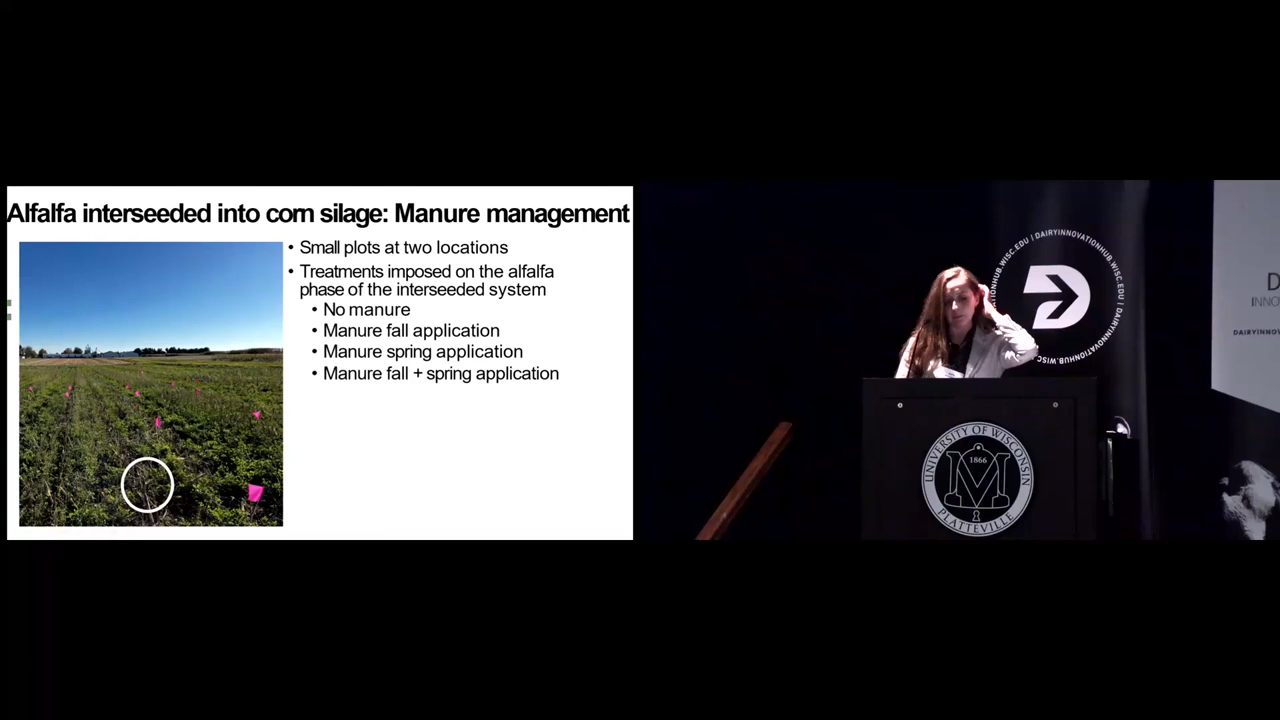 Alfalfa interseeded into corn silage: Manure management
• Small plots at two locations
• Treatments imposed on the alfalfa
phase of the interseeded system
• No manure
• Manure fall application
• Manure spring application
• Manure fall + spring application
DAIRYINNOVATIONHUB.WISC.EDU | DAIRYINNOVATIONHUB.WISC.EDU |
UNIVERSITY OF WISCONSIN
1866
M
PLATTEVILLE
D
INNO